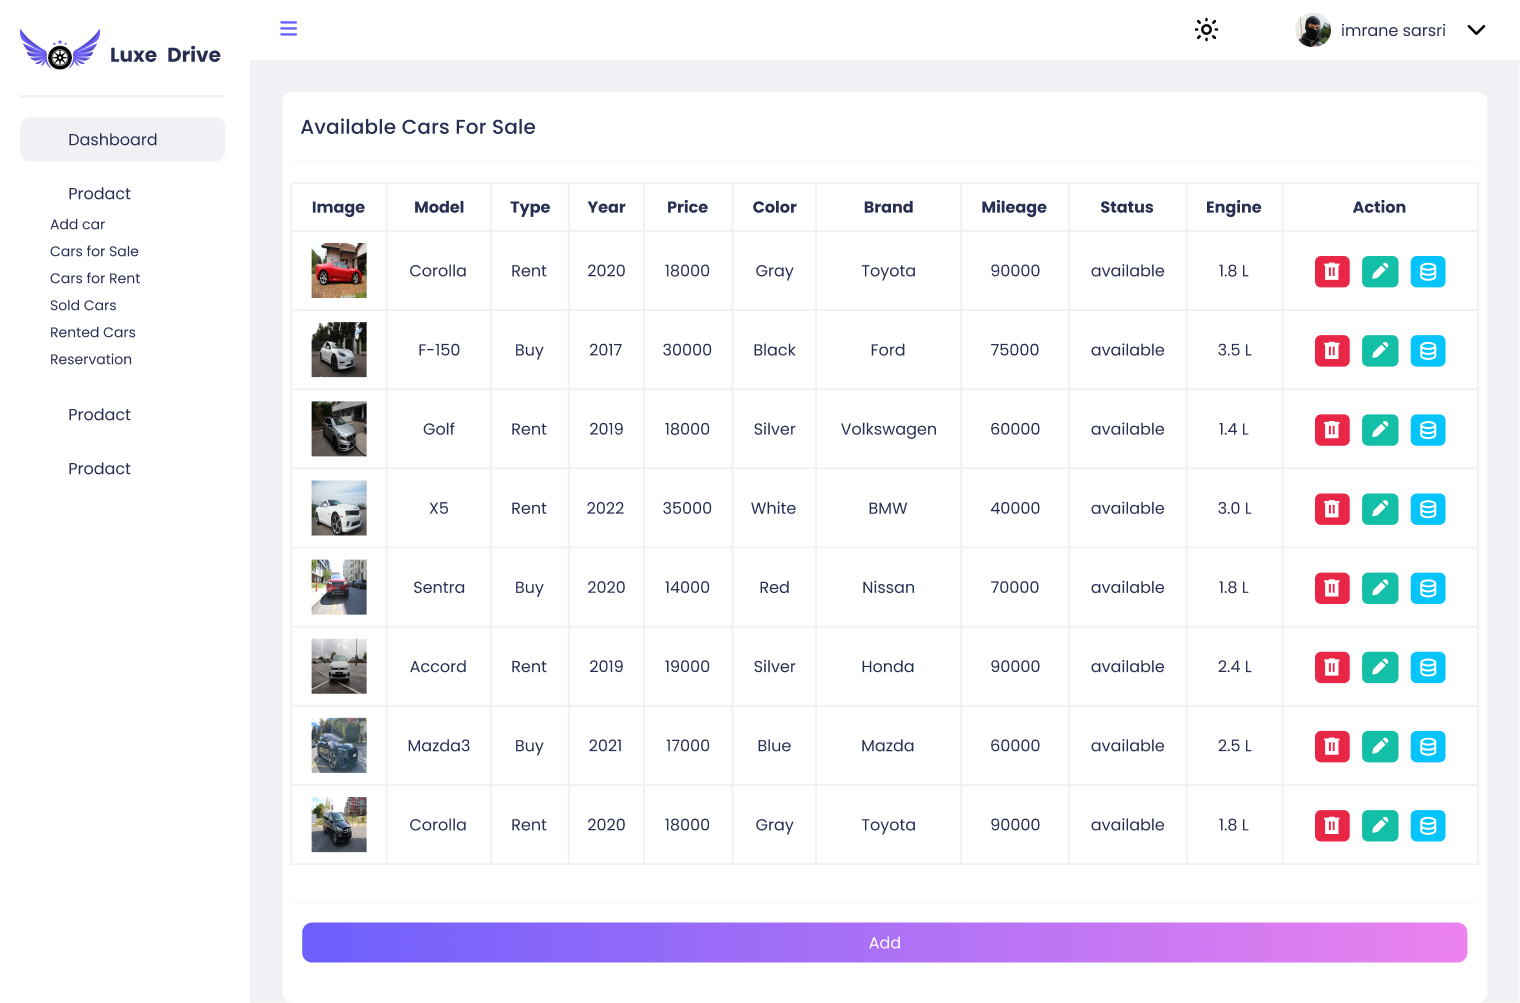 Luxe Drive
imrane sarsri
Dashboard
Prodact
Add car
Cars for Sale
Cars for Rent
Sold Cars
Rented Cars
Reservation
Prodact
Prodact
Available Cars For Sale
Image Model Type Year Price Color Brand Mileage Status Engine Action
Corolla Rent 2020 18000 Gray Toyota 90000 available 1.8 L
F-150 Buy 2017 30000 Black Ford 75000 available 3.5 L
Golf Rent 2019 18000 Silver Volkswagen 60000 available 1.4 L
X5 Rent 2022 35000 White BMW 40000 available 3.0 L
Sentra Buy 2020 14000 Red Nissan 70000 available 1.8 L
Accord Rent 2019 19000 Silver Honda 90000 available 2.4 L
Mazda3 Buy 2021 17000 Blue Mazda 60000 available 2.5 L
Corolla Rent 2020 18000 Gray Toyota 90000 available 1.8 L
Add